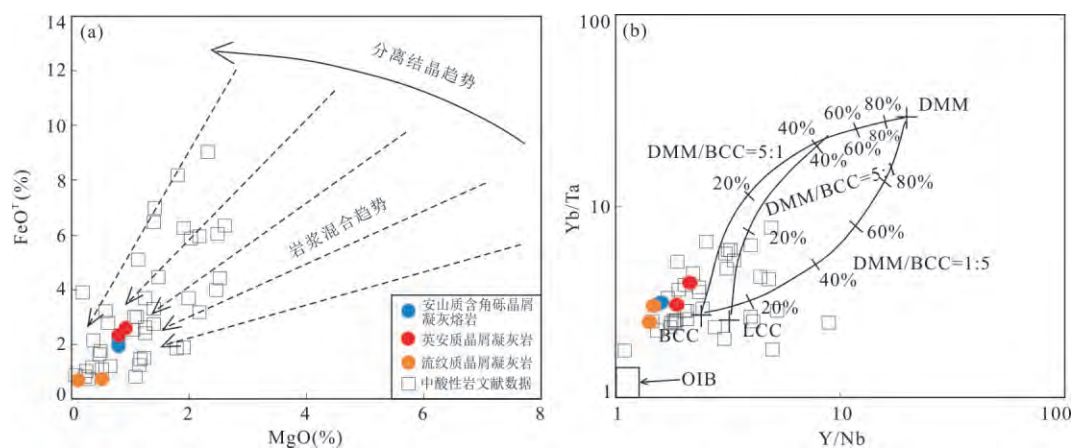 (a)
14
12
10
8
6
4
2
0
FeOᵀ(%)
0
2
4
6
8
MgO(%)
分离结晶趋势
岩浆混合趋势
安山质含角砾晶屑
凝灰熔岩
英安质晶屑凝灰岩
流纹质晶屑凝灰岩
中酸性岩文献数据
(b)
100
10
1
Yb/Ta
1
10
100
Y/Nb
DMM
80%
60%
40%
20%
DMM/BCC=5:1
80%
60%
40%
20%
DMM/BCC=5:1
80%
60%
40%
20%
DMM/BCC=1:5
BCC
LCC
OIB